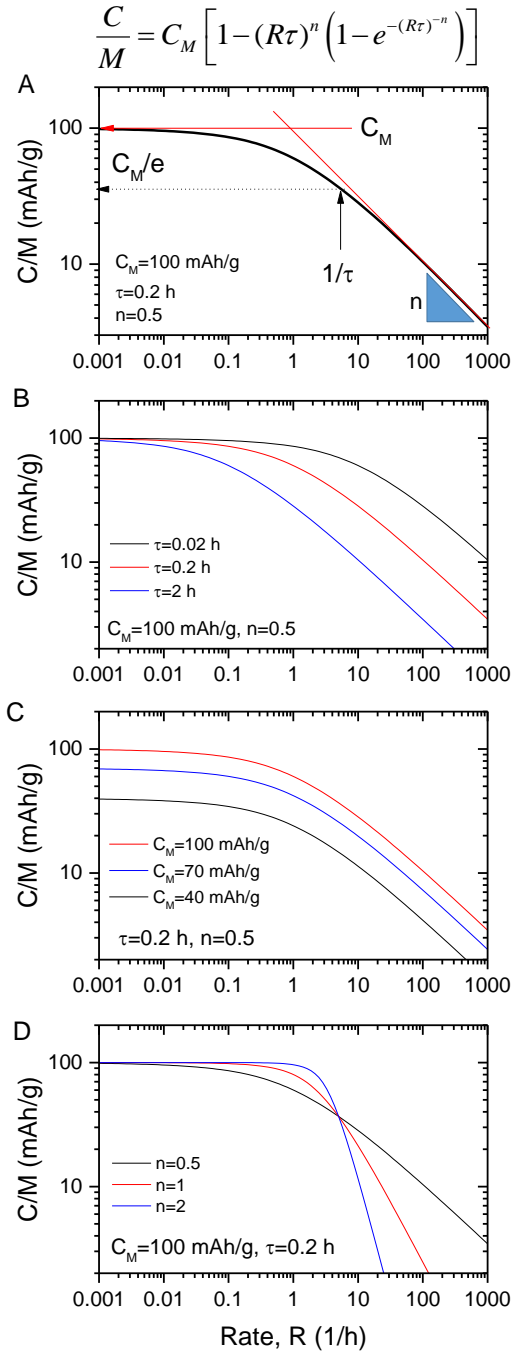 C/M = C_M [1-(Rτ)^n (1-e^{-(Rτ)^{-n}})]
A
C/M (mAh/g)
100
10
C_M
C_M/e
1/τ
n
C_M=100 mAh/g
τ=0.2 h
n=0.5
0.001 0.01 0.1 1 10 100 1000
B
C/M (mAh/g)
100
10
τ=0.02 h
τ=0.2 h
τ=2 h
C_M=100 mAh/g, n=0.5
0.001 0.01 0.1 1 10 100 1000
C
C/M (mAh/g)
100
10
C_M=100 mAh/g
C_M=70 mAh/g
C_M=40 mAh/g
τ=0.2 h, n=0.5
0.001 0.01 0.1 1 10 100 1000
D
C/M (mAh/g)
100
10
n=0.5
n=1
n=2
C_M=100 mAh/g, τ=0.2 h
0.001 0.01 0.1 1 10 100 1000
Rate, R (1/h)